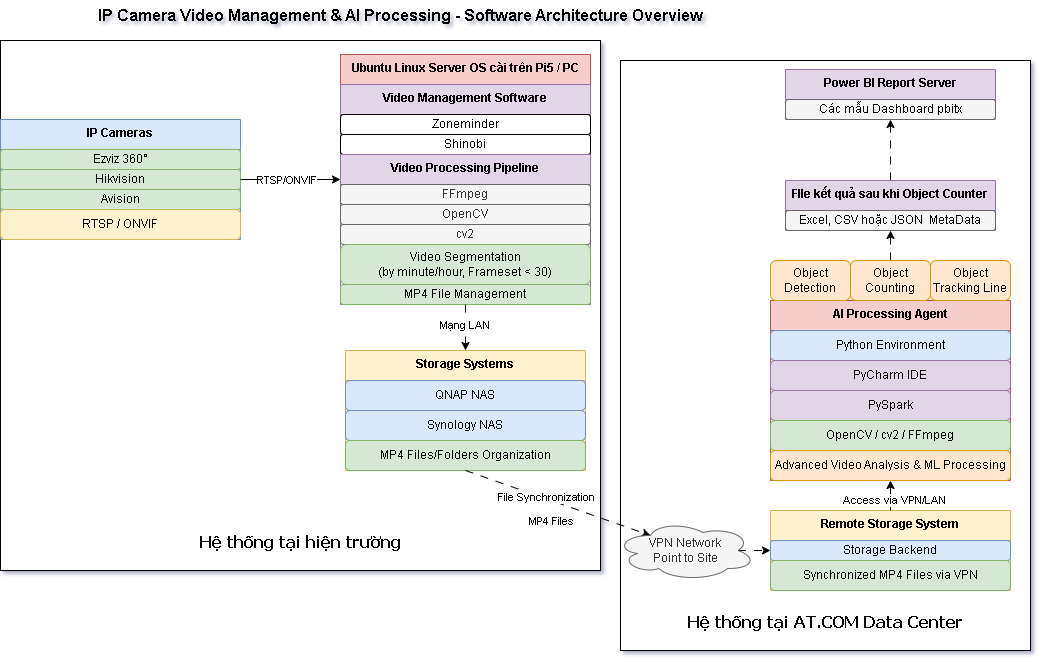 IP Camera Video Management & AI Processing - Software Architecture Overview
IP Cameras
Ezviz 360°
Hikvision
Avision
RTSP / ONVIF
RTSP/ONVIF
Ubuntu Linux Server OS cài trên Pi5 / PC
Video Management Software
Zoneminder
Shinobi
Video Processing Pipeline
FFmpeg
OpenCV
cv2
Video Segmentation
(by minute/hour, Frameset < 30)
MP4 File Management
Mạng LAN
Storage Systems
QNAP NAS
Synology NAS
MP4 Files/Folders Organization
File Synchronization
MP4 Files
Hệ thống tại hiện trường
VPN Network
Point to Site
Power BI Report Server
Các mẫu Dashboard pbitx
File kết quả sau khi Object Counter
Excel, CSV hoặc JSON MetaData
Object
Detection
Object
Counting
Object
Tracking Line
AI Processing Agent
Python Environment
PyCharm IDE
PySpark
OpenCV / cv2 / FFmpeg
Advanced Video Analysis & ML Processing
Access via VPN/LAN
Remote Storage System
Storage Backend
Synchronized MP4 Files via VPN
Hệ thống tại AT.COM Data Center